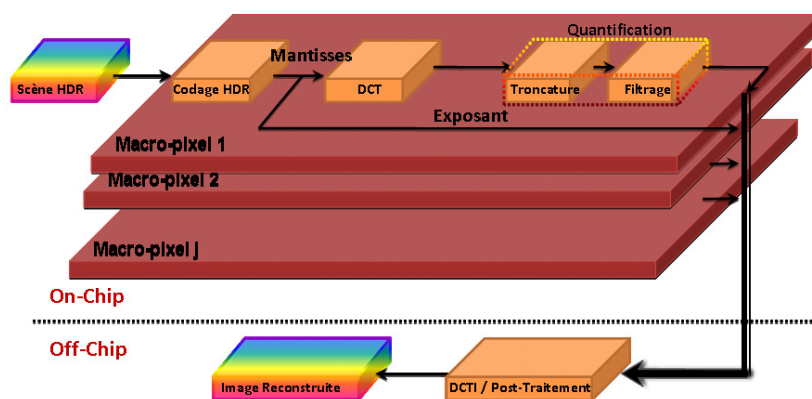 Quantification
Mantisses
Scène HDR
Codage HDR
DCT
Troncature
Filtrage
Exposant
Macro-pixel 1
Macro-pixel 2
Macro-pixel j
On-Chip
Off-Chip
Image Reconstruite
DCTI / Post-Traitement